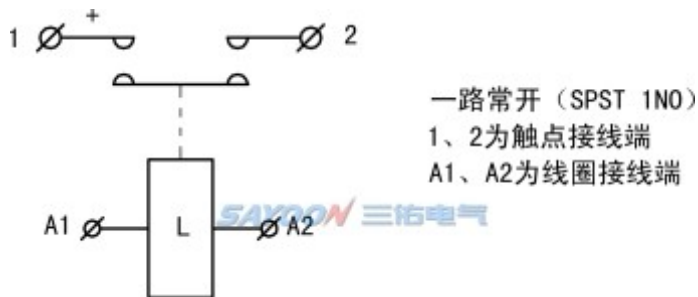 1 + 2
一路常开（SPST 1NO）
1、2为触点接线端
A1、A2为线圈接线端
A1 L A2
SAYOON 三佑电气